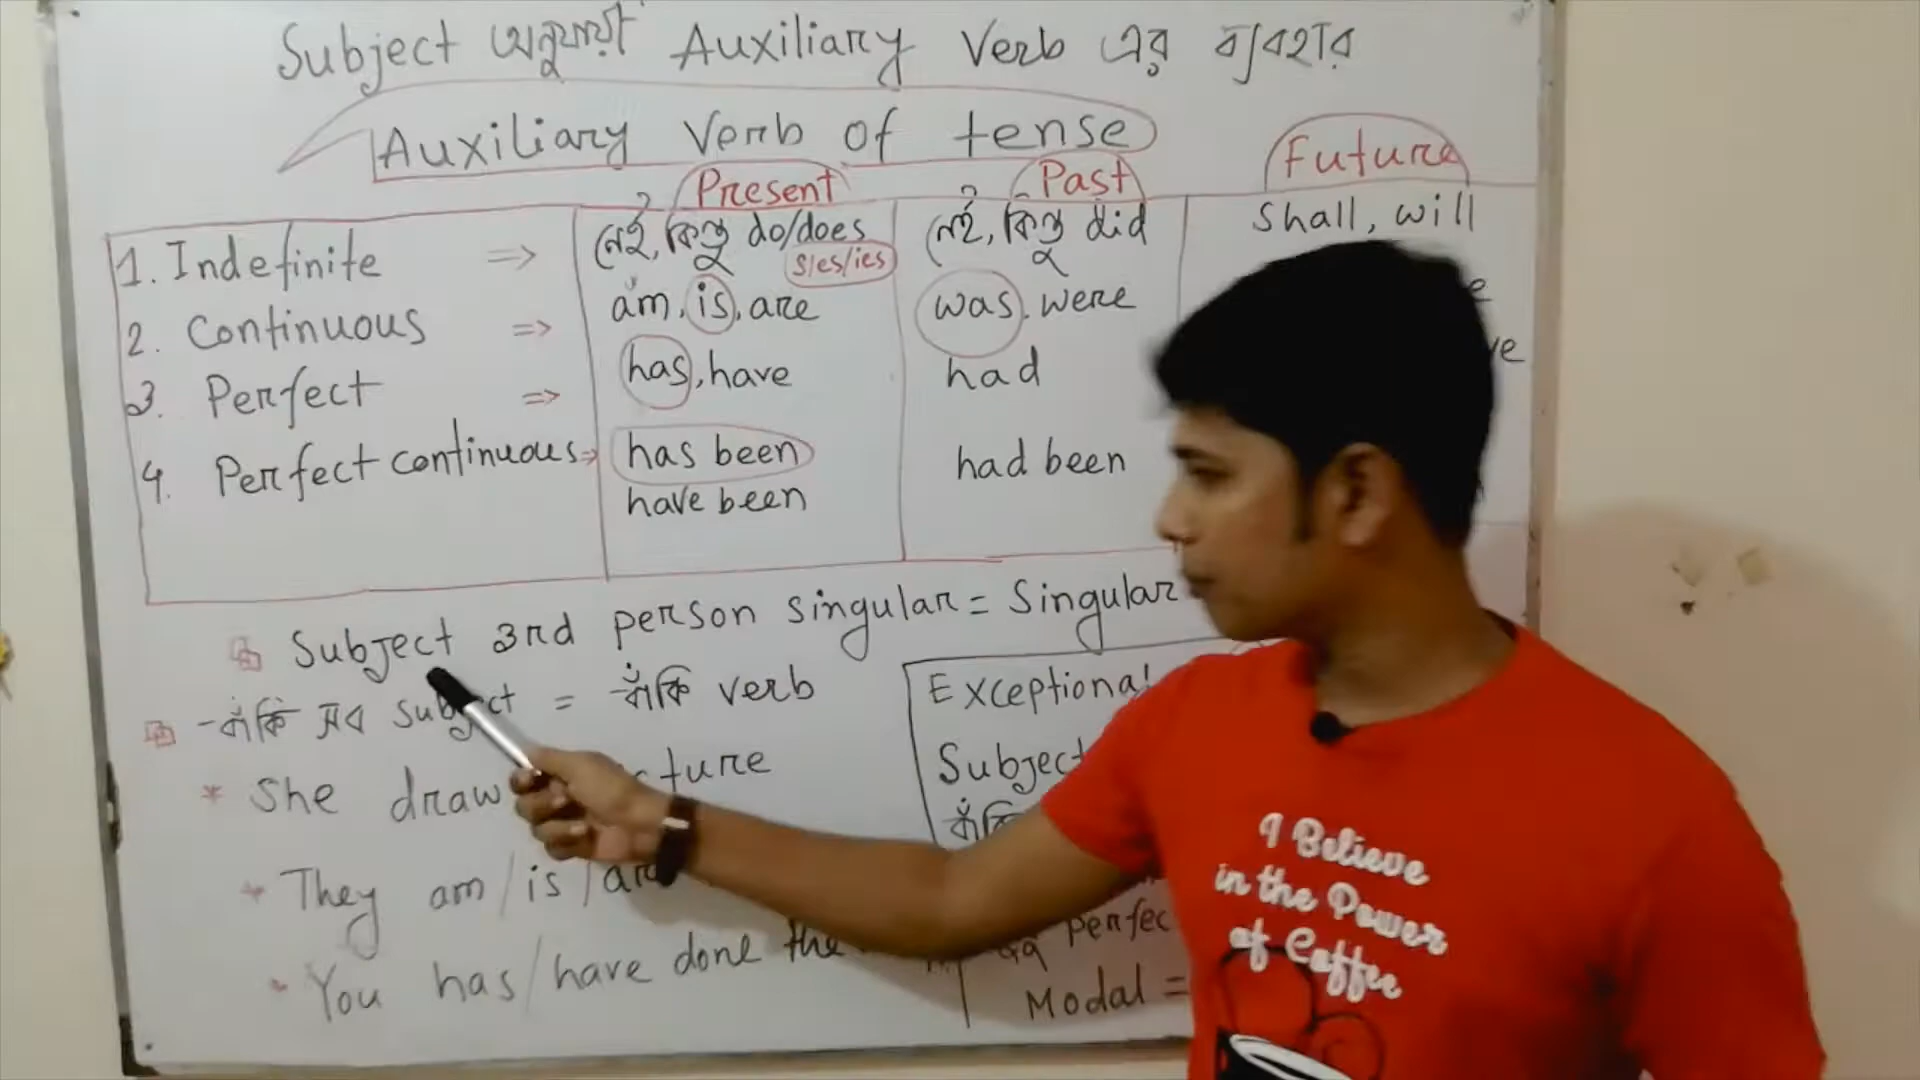 Subject অনুযায়ী Auxiliary Verb এর ব্যবহার
Auxiliary Verb of tense
Present Past Future
1. Indefinite => নেই, কিন্তু do/does নেই, কিন্তু did Shall, will
s/es/ies
2. Continuous => am, is, are was, were
3. Perfect => has, have had
4. Perfect continuous => has been had been
have been
Subject 3rd person singular = Singular
বাঁকি সব subject = বাঁকি verb
Exceptional
* She draw
Subject
বাঁকি
* They am/is/are
* You has/have done the
Perfec
Modal =
I Believe
in the Power
of Coffee